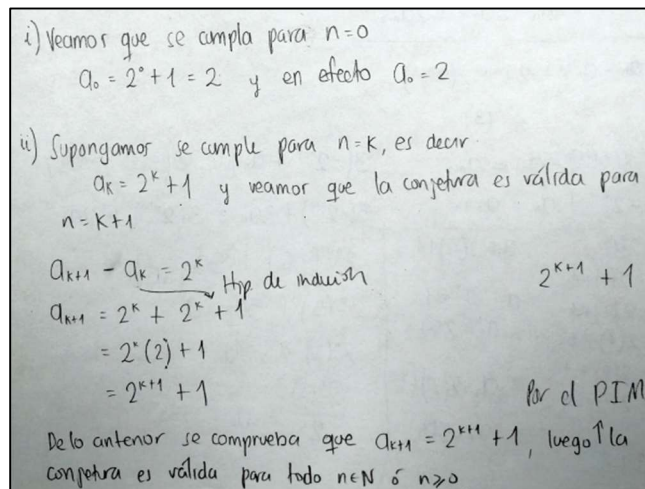 i) Veamos que se cumpla para n=0
a₀ = 2⁰ + 1 = 2 y en efecto a₀ = 2
ii) Supongamos se cumple para n=k, es decir
aₖ = 2ᵏ + 1 y veamos que la conjetura es válida para
n = k+1
aₖ₊₁ - aₖ = 2ᵏ
Hip de inducción
2ᵏ⁺¹ + 1
aₖ₊₁ = 2ᵏ + 2ᵏ + 1
= 2ᵏ(2) + 1
= 2ᵏ⁺¹ + 1
Por el PIM
De lo anterior se comprueba que aₖ₊₁ = 2ᵏ⁺¹ + 1, luego ↑ la
conjetura es válida para todo n∈N ó n≥0